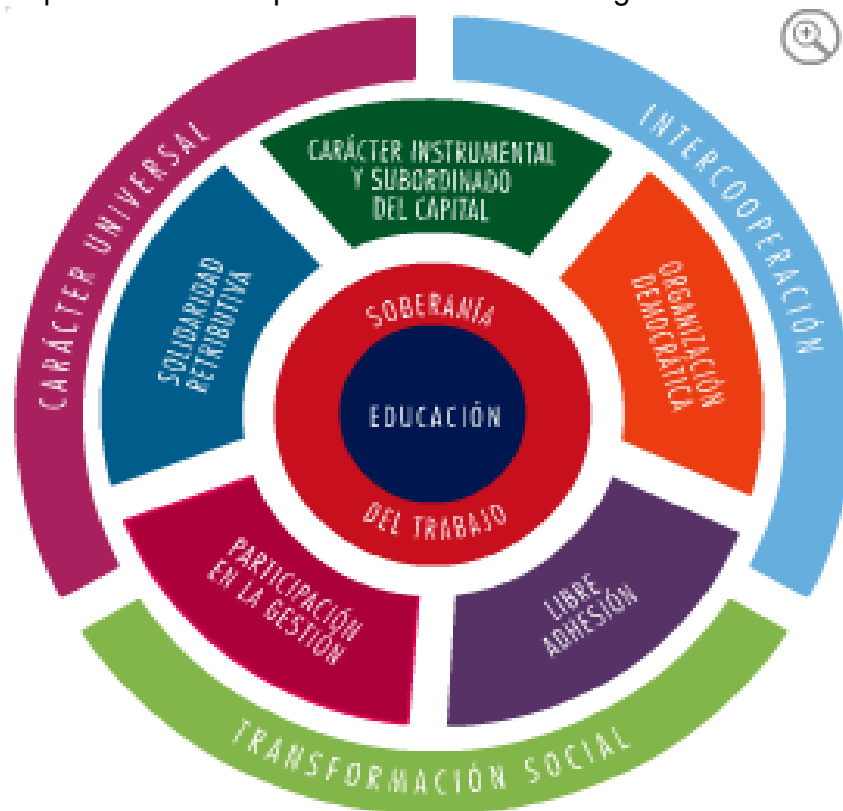 CARÁCTER UNIVERSAL
INTERCOOPERACIÓN
CARÁCTER INSTRUMENTAL
Y SUBORDINADO
DEL CAPITAL
SOLIDARIDAD
RETRIBUTIVA
ORGANIZACIÓN
DEMOCRÁTICA
SOBERANÍA
EDUCACIÓN
DEL TRABAJO
PARTICIPACIÓN
EN LA GESTIÓN
LIBRE
ADHESIÓN
TRANSFORMACIÓN SOCIAL